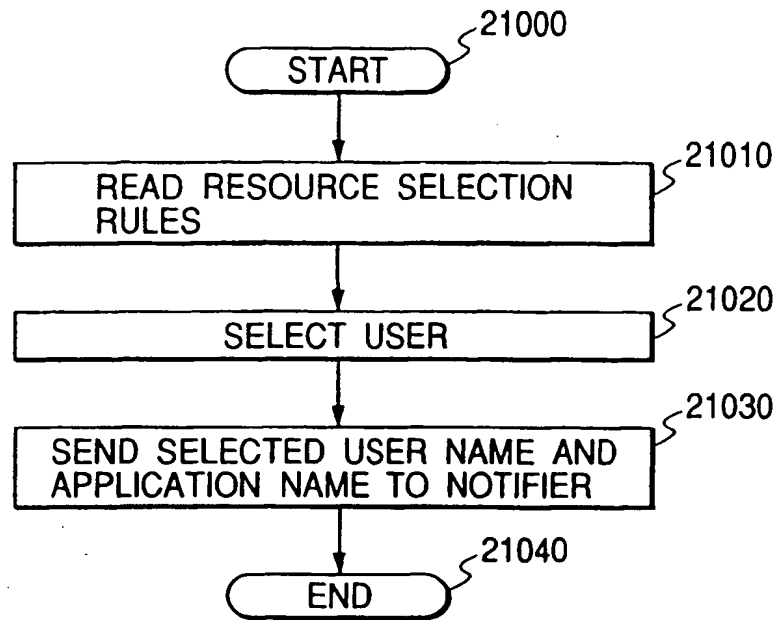 21000
START
21010
READ RESOURCE SELECTION
RULES
21020
SELECT USER
21030
SEND SELECTED USER NAME AND
APPLICATION NAME TO NOTIFIER
21040
END